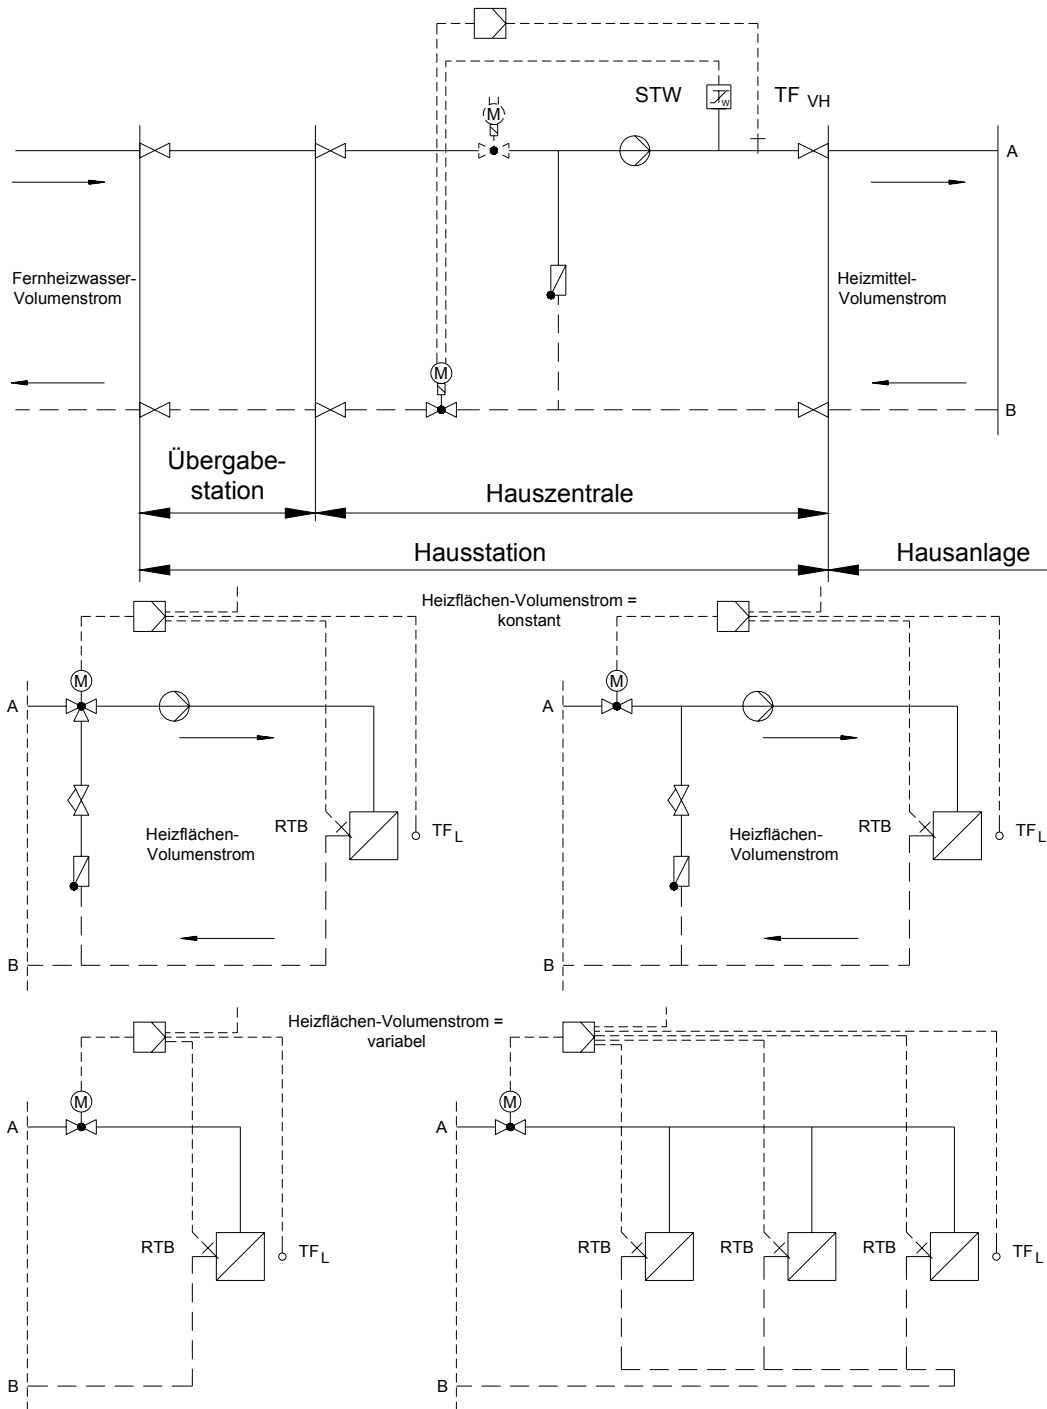 STW
TF VH
T W
M
A
Fernheizwasser-
Volumenstrom
Heizmittel-
Volumenstrom
M
B
Übergabe-
station
Hauszentrale
Hausstation
Hausanlage
Heizflächen-Volumenstrom =
konstant
M
M
A
A
RTB
TF L
RTB
TF L
Heizflächen-
Volumenstrom
Heizflächen-
Volumenstrom
B
B
Heizflächen-Volumenstrom =
variabel
M
M
A
A
RTB
TF L
RTB
RTB
RTB
TF L
B
B